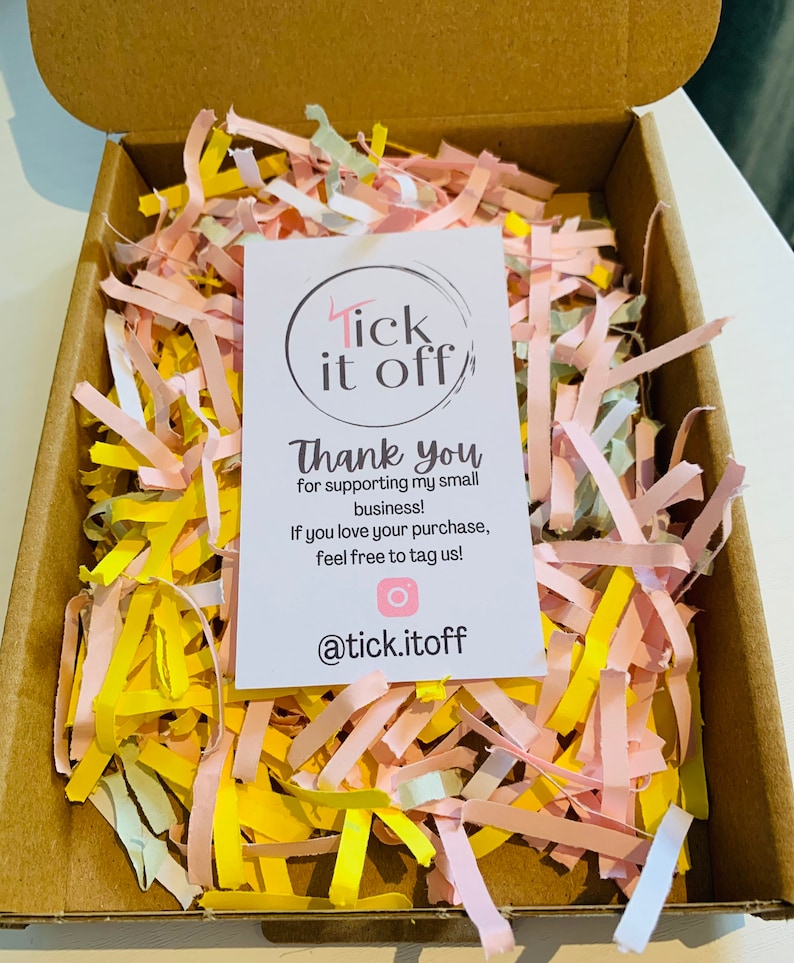 Tick
it off
Thank You
for supporting my small
business!
If you love your purchase,
feel free to tag us!
@tick.itoff